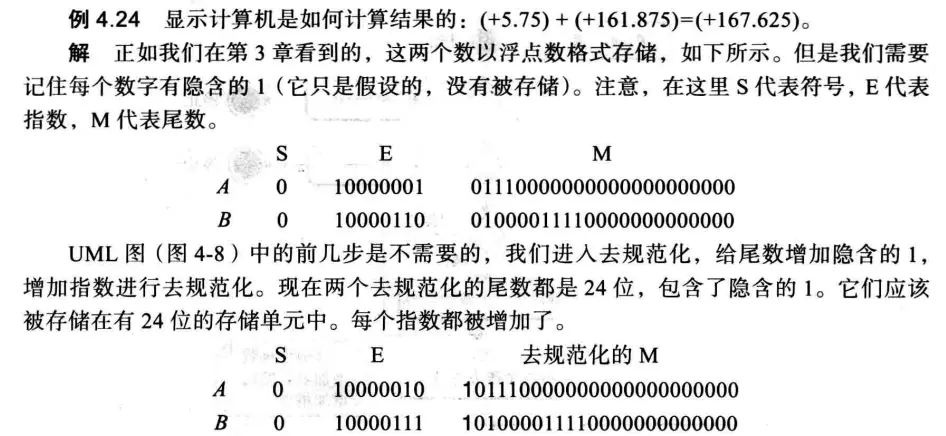 例 4.24 显示计算机是如何计算结果的：(+5.75) + (+161.875)=(+167.625)。
解 正如我们在第 3 章看到的，这两个数以浮点数格式存储，如下所示。但是我们需要
记住每个数字有隐含的 1（它只是假设的，没有被存储）。注意，在这里 S 代表符号，E 代表
指数，M 代表尾数。
S E M
A 0 10000001 01110000000000000000000
B 0 10000110 01000011110000000000000
UML 图（图 4-8）中的前几步是不需要的，我们进入去规范化，给尾数增加隐含的 1，
增加指数进行去规范化。现在两个去规范化的尾数都是 24 位，包含了隐含的 1。它们应该
被存储在有 24 位的存储单元中。每个指数都被增加了。
S E 去规范化的 M
A 0 10000010 101110000000000000000000
B 0 10000111 101000011110000000000000